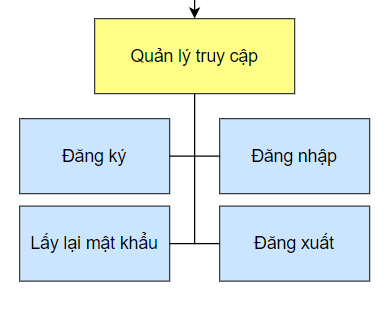 Quản lý truy cập
Đăng ký
Đăng nhập
Lấy lại mật khẩu
Đăng xuất